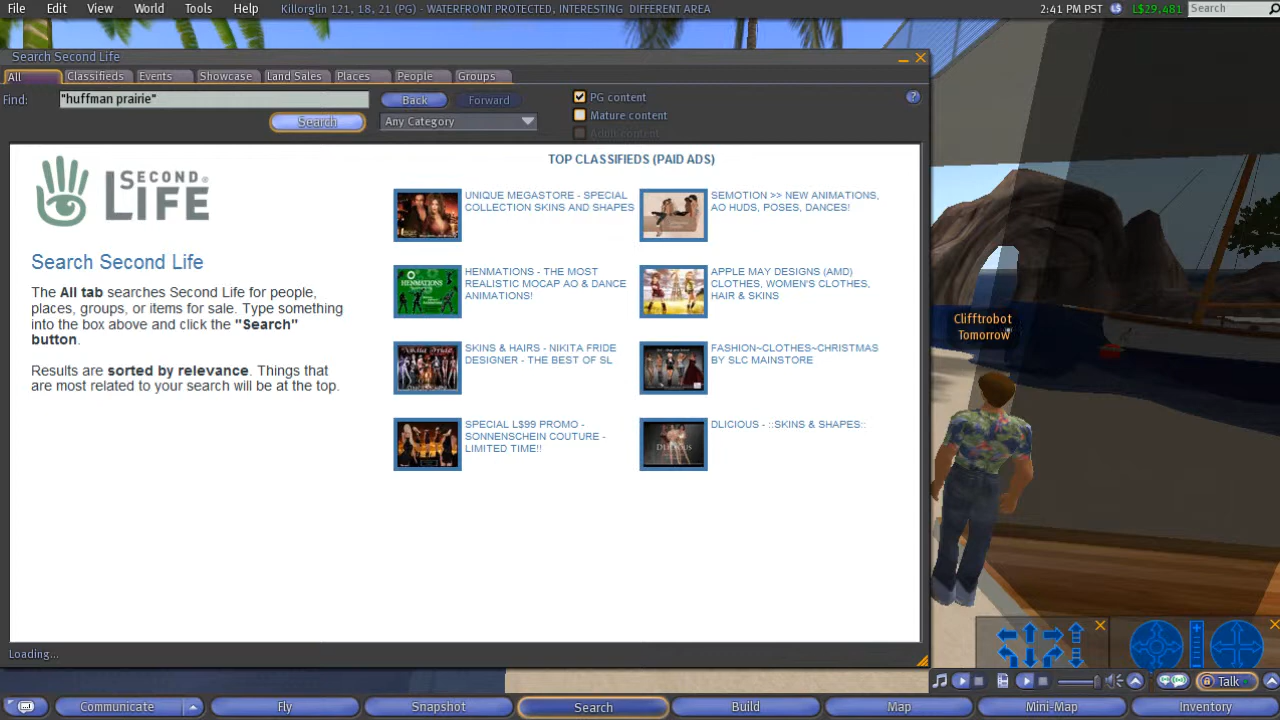 File Edit View World Tools Help Killorglin 121, 18, 21 (PG) - WATERFRONT PROTECTED, INTERESTING DIFFERENT AREA 2:41 PM PST L$ L$29,481 Search
Search Second Life
All Classifieds Events Showcase Land Sales Places People Groups
Find: "huffman prairie" Back Forward PG content ?
Search Any Category Mature content
Adult content
SECOND LIFE
TOP CLASSIFIEDS (PAID ADS)
UNIQUE MEGASTORE - SPECIAL
COLLECTION SKINS AND SHAPES
SEMOTION >> NEW ANIMATIONS,
AO HUDS, POSES, DANCES!
Search Second Life
The All tab searches Second Life for people,
places, groups, or items for sale. Type something
into the box above and click the "Search"
button.
Results are sorted by relevance. Things that
are most related to your search will be at the top.
HENMATIONS - THE MOST
REALISTIC MOCAP AO & DANCE
ANIMATIONS!
APPLE MAY DESIGNS (AMD)
CLOTHES, WOMEN'S CLOTHES,
HAIR & SKINS
SKINS & HAIRS - NIKITA FRIDE
DESIGNER - THE BEST OF SL
FASHION~CLOTHES~CHRISTMAS
BY SLC MAINSTORE
SPECIAL L$99 PROMO -
SONNENSCHEIN COUTURE -
LIMITED TIME!!
DLICIOUS - ::SKINS & SHAPES::
Clifftrobot
Tomorrow
Loading...
Talk
Communicate Fly Snapshot Search Build Map Mini-Map Inventory